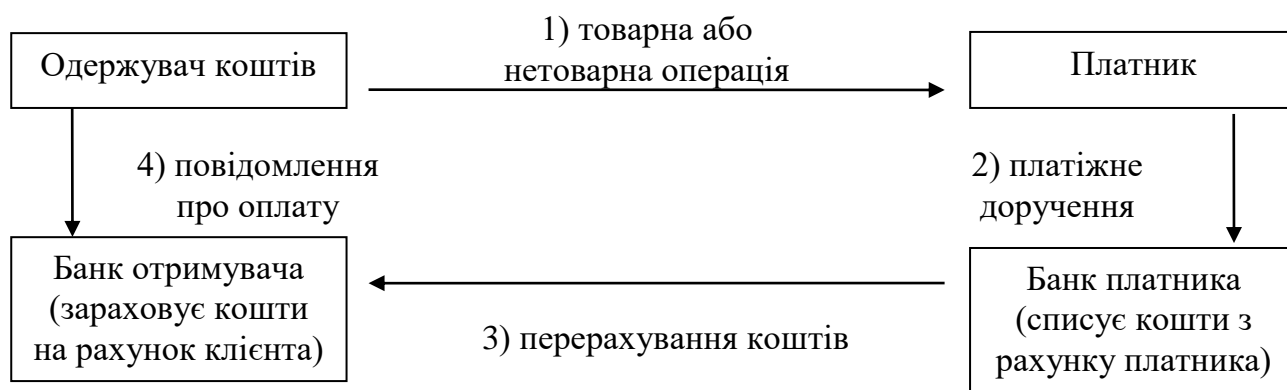 1) товарна або
нетоварна операція
Одержувач коштів
Платник
4) повідомлення
про оплату
2) платіжне
доручення
Банк отримувача
(зараховує кошти
на рахунок клієнта)
3) перерахування коштів
Банк платника
(списує кошти з
рахунку платника)